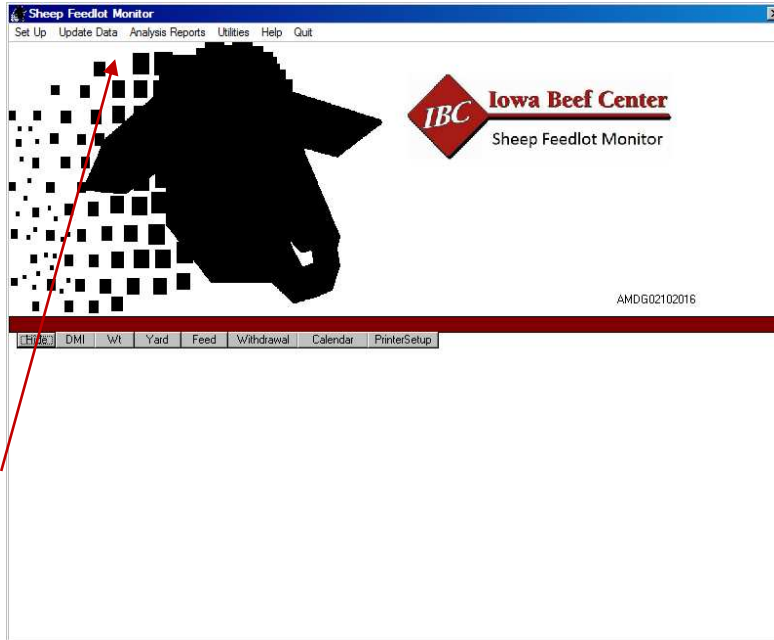 Sheep Feedlot Monitor
Set Up Update Data Analysis Reports Utilities Help Quit
IBC
Iowa Beef Center
Sheep Feedlot Monitor
AMDG02102016
Hide DMI Wt Yard Feed Withdrawal Calendar PrinterSetup